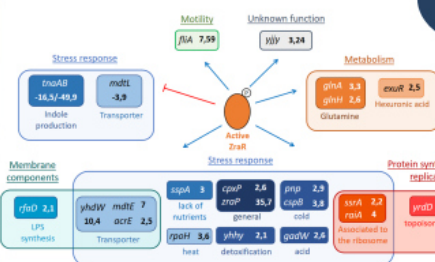 Motility
Unknown function
fliA 7,59
yjjy 3,24
Stress response
tnaAB
-16,5/-49,9
mdtL
-3,9
Indole
production
Transporter
P
Active
ZraR
Metabolism
glnA 3,3
glnH 2,6
Glutamine
exuR 2,5
Hexuronic acid
Membrane
components
Stress response
rfaD 2,1
LPS
synthesis
yhdW
10,4
mdtE 7
acrE 2,5
Transporter
sspA 3
lack of
nutrients
cpxP 2,6
zraP 35,7
general
pnp 2,9
cspB 3,8
cold
rpoH 3,6
heat
yhhy 2,1
detoxification
gadW 2,6
acid
ssrA 2,2
raiA 4
Associated to
the ribosome
Protein
yrdD